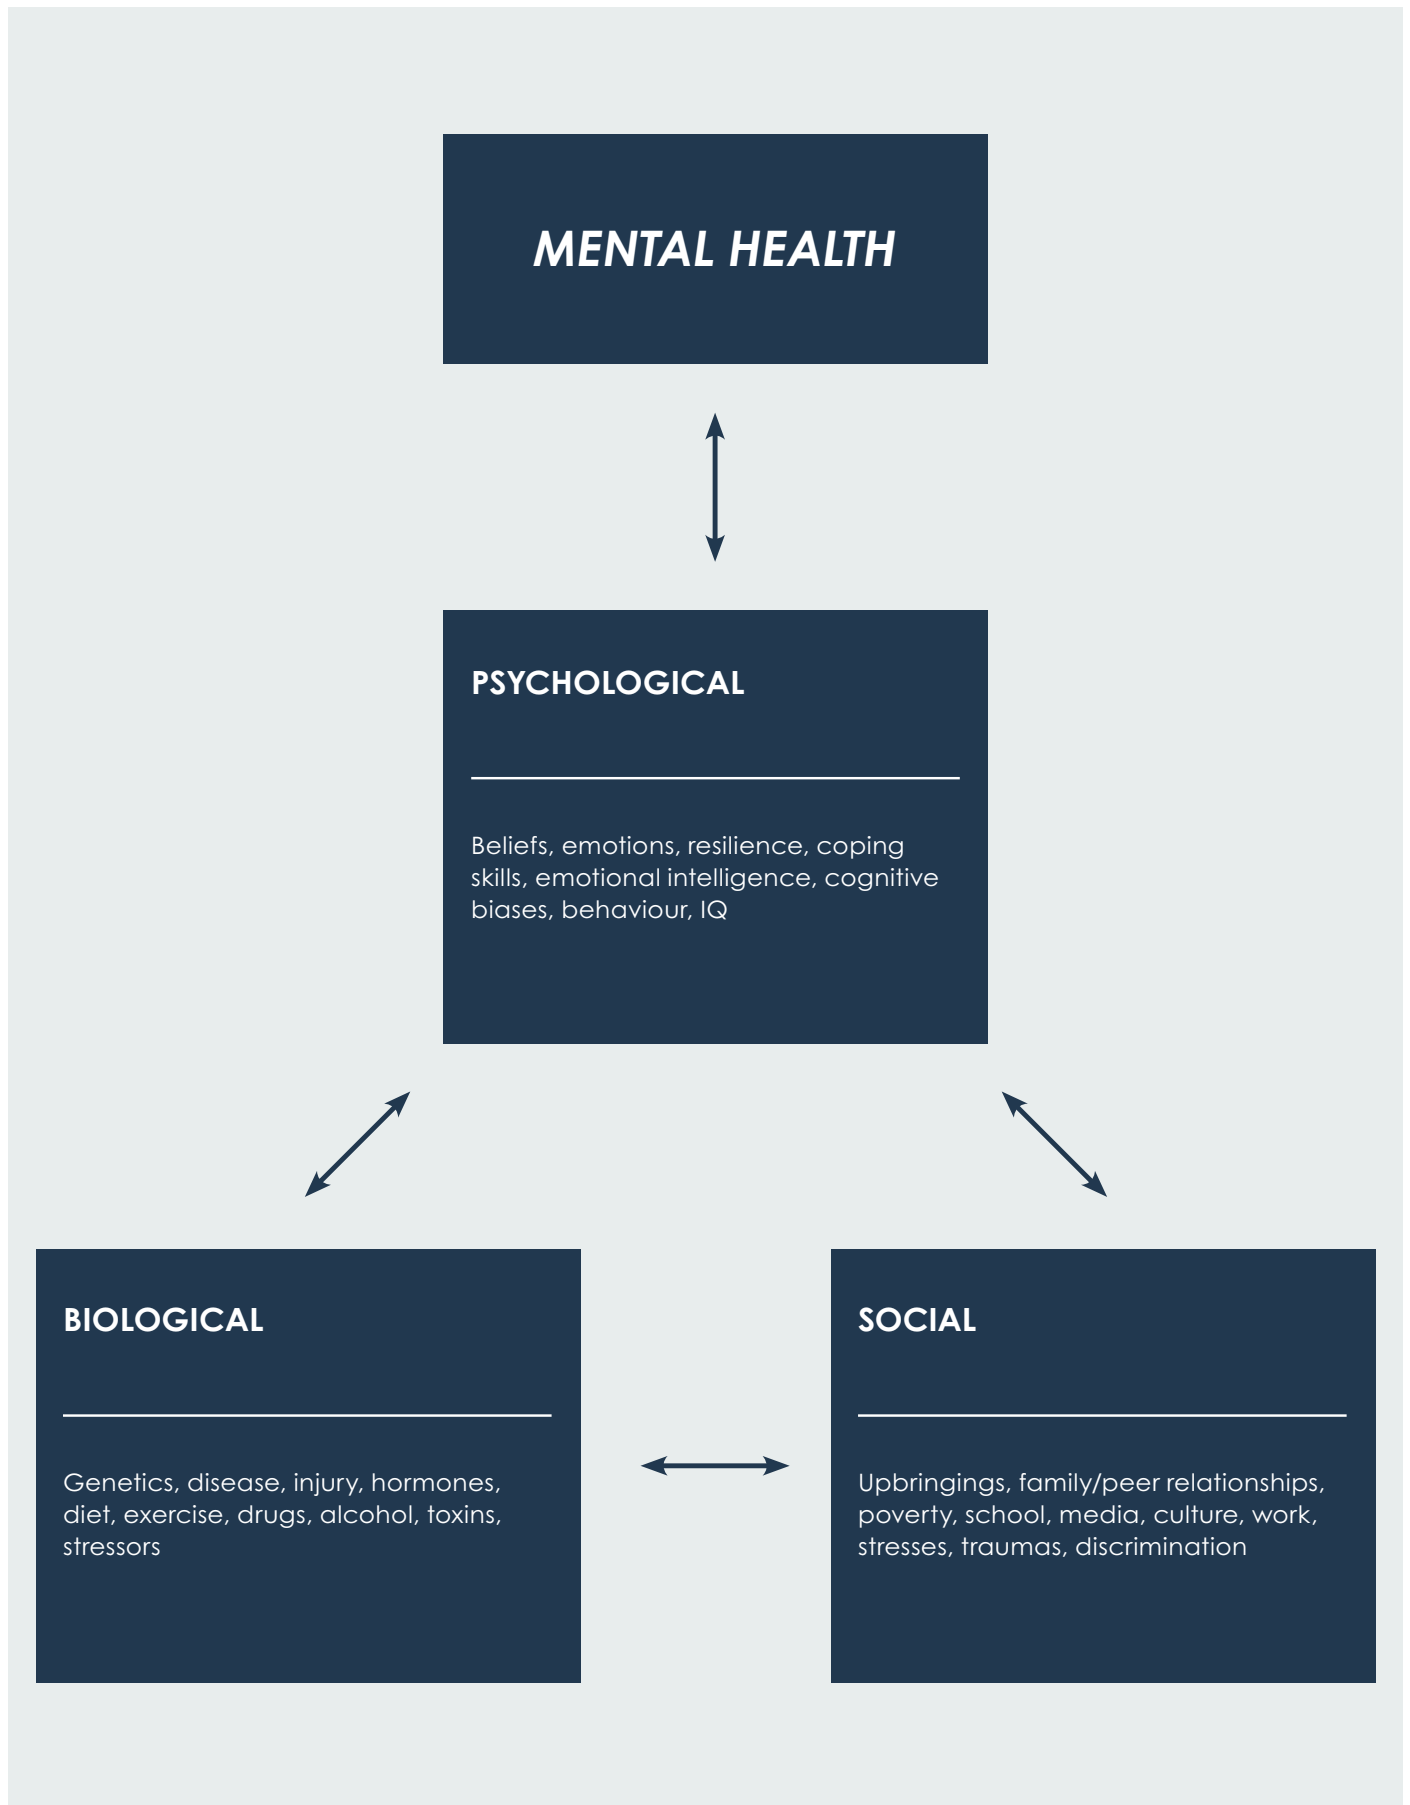 MENTAL HEALTH
PSYCHOLOGICAL
Beliefs, emotions, resilience, coping
skills, emotional intelligence, cognitive
biases, behaviour, IQ
BIOLOGICAL
Genetics, disease, injury, hormones,
diet, exercise, drugs, alcohol, toxins,
stressors
SOCIAL
Upbringings, family/peer relationships,
poverty, school, media, culture, work,
stresses, traumas, discrimination